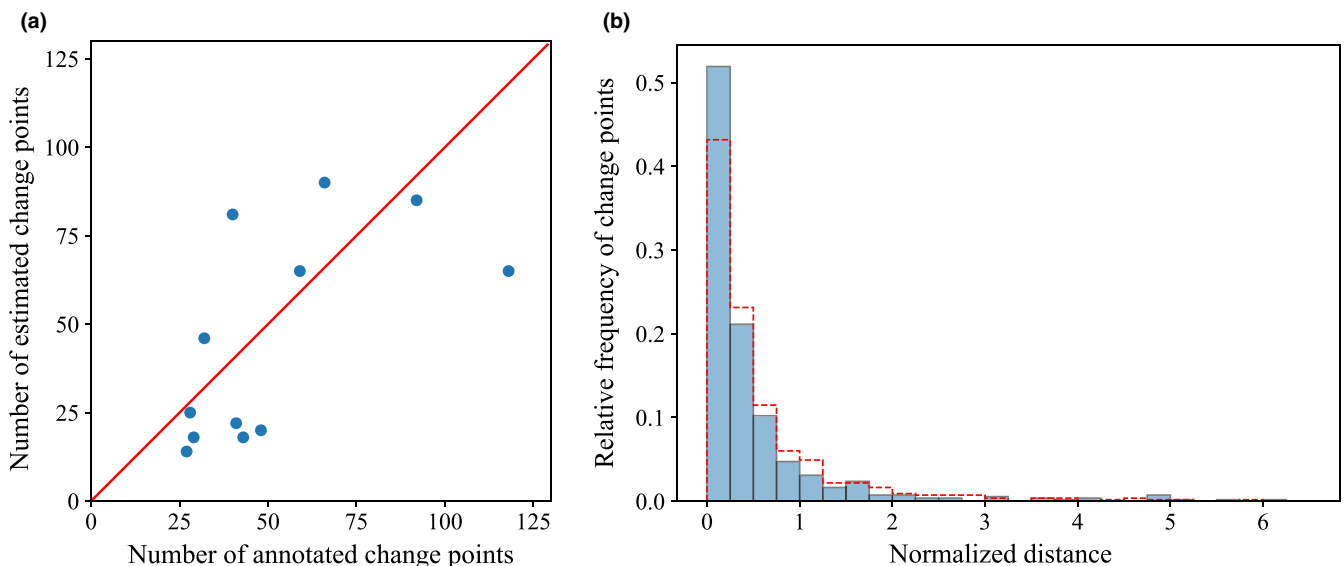 (a)
Number of estimated change points
125
100
75
50
25
0
0 25 50 75 100 125
Number of annotated change points
(b)
Relative frequency of change points
0.5
0.4
0.3
0.2
0.1
0.0
0 1 2 3 4 5 6
Normalized distance